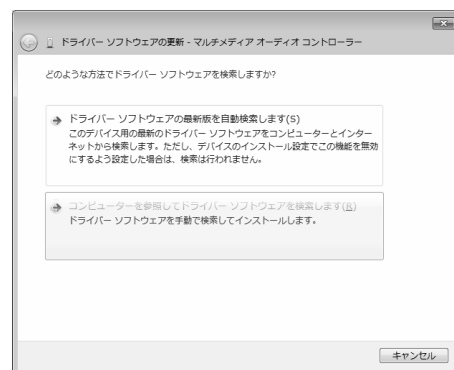 ドライバー ソフトウェアの更新 - マルチメディア オーディオ コントローラー
どのような方法でドライバー ソフトウェアを検索しますか?
ドライバー ソフトウェアの最新版を自動検索します(S)
このデバイス用の最新のドライバー ソフトウェアをコンピューターとインター
ネットから検索します。ただし、デバイスのインストール設定でこの機能を無効
にするよう設定した場合は、検索は行われません。
コンピューターを参照してドライバー ソフトウェアを検索します(R)
ドライバー ソフトウェアを手動で検索してインストールします。
キャンセル